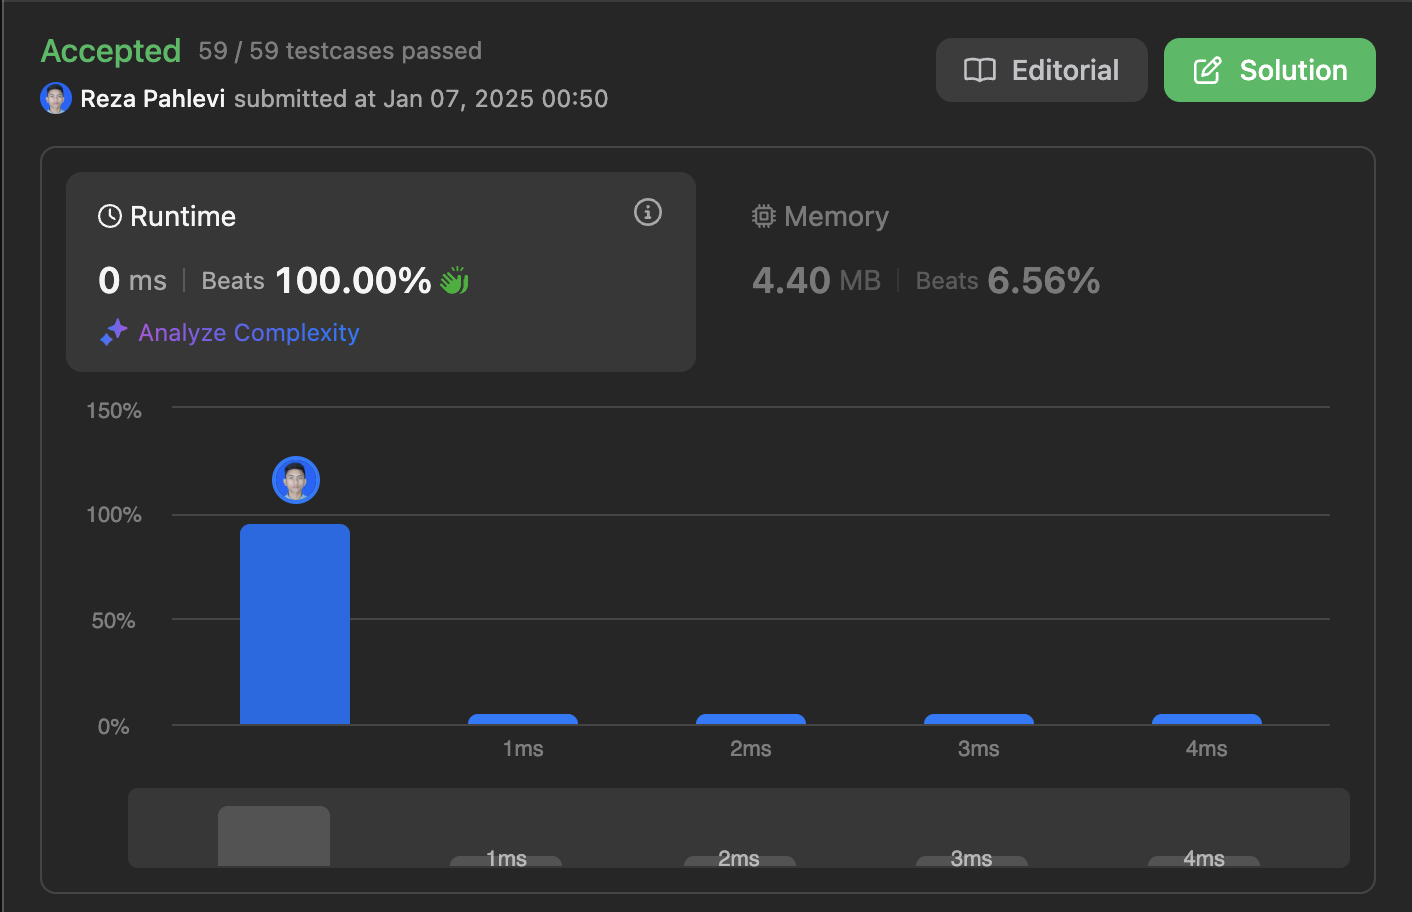 Accepted 59 / 59 testcases passed
Reza Pahlevi submitted at Jan 07, 2025 00:50
Editorial
Solution
Runtime
0 ms | Beats 100.00%
Analyze Complexity
Memory
4.40 MB | Beats 6.56%
150%
100%
50%
0%
1ms 2ms 3ms 4ms
1ms 2ms 3ms 4ms